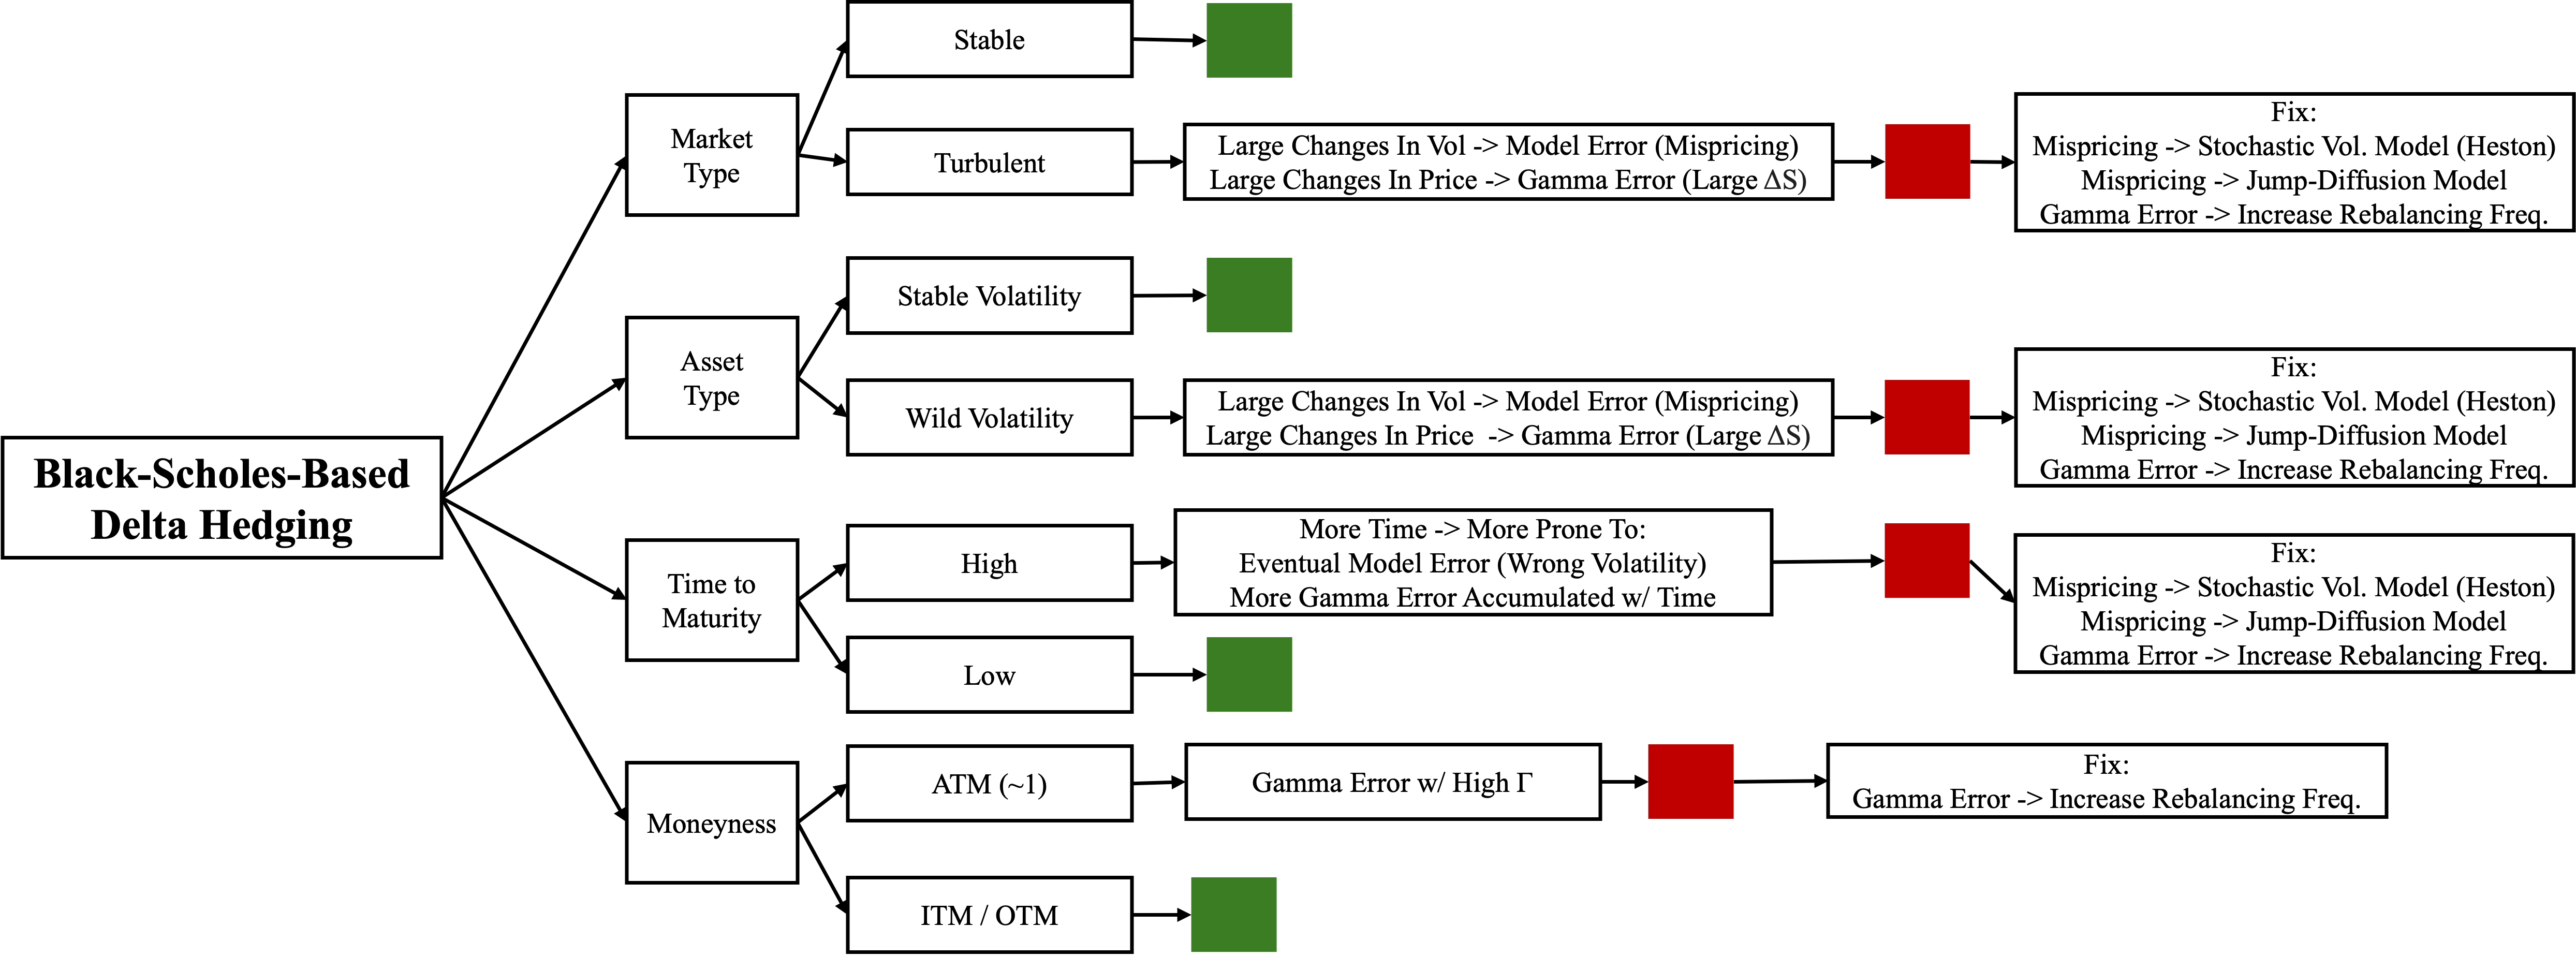 Black-Scholes-Based
Delta Hedging
Market
Type
Stable
Turbulent
Large Changes In Vol -> Model Error (Mispricing)
Large Changes In Price -> Gamma Error (Large ΔS)
Fix:
Mispricing -> Stochastic Vol. Model (Heston)
Mispricing -> Jump-Diffusion Model
Gamma Error -> Increase Rebalancing Freq.
Asset
Type
Stable Volatility
Wild Volatility
Large Changes In Vol -> Model Error (Mispricing)
Large Changes In Price -> Gamma Error (Large ΔS)
Fix:
Mispricing -> Stochastic Vol. Model (Heston)
Mispricing -> Jump-Diffusion Model
Gamma Error -> Increase Rebalancing Freq.
Time to
Maturity
High
More Time -> More Prone To:
Eventual Model Error (Wrong Volatility)
More Gamma Error Accumulated w/ Time
Fix:
Mispricing -> Stochastic Vol. Model (Heston)
Mispricing -> Jump-Diffusion Model
Gamma Error -> Increase Rebalancing Freq.
Low
Moneyness
ATM (~1)
Gamma Error w/ High Γ
Fix:
Gamma Error -> Increase Rebalancing Freq.
ITM / OTM